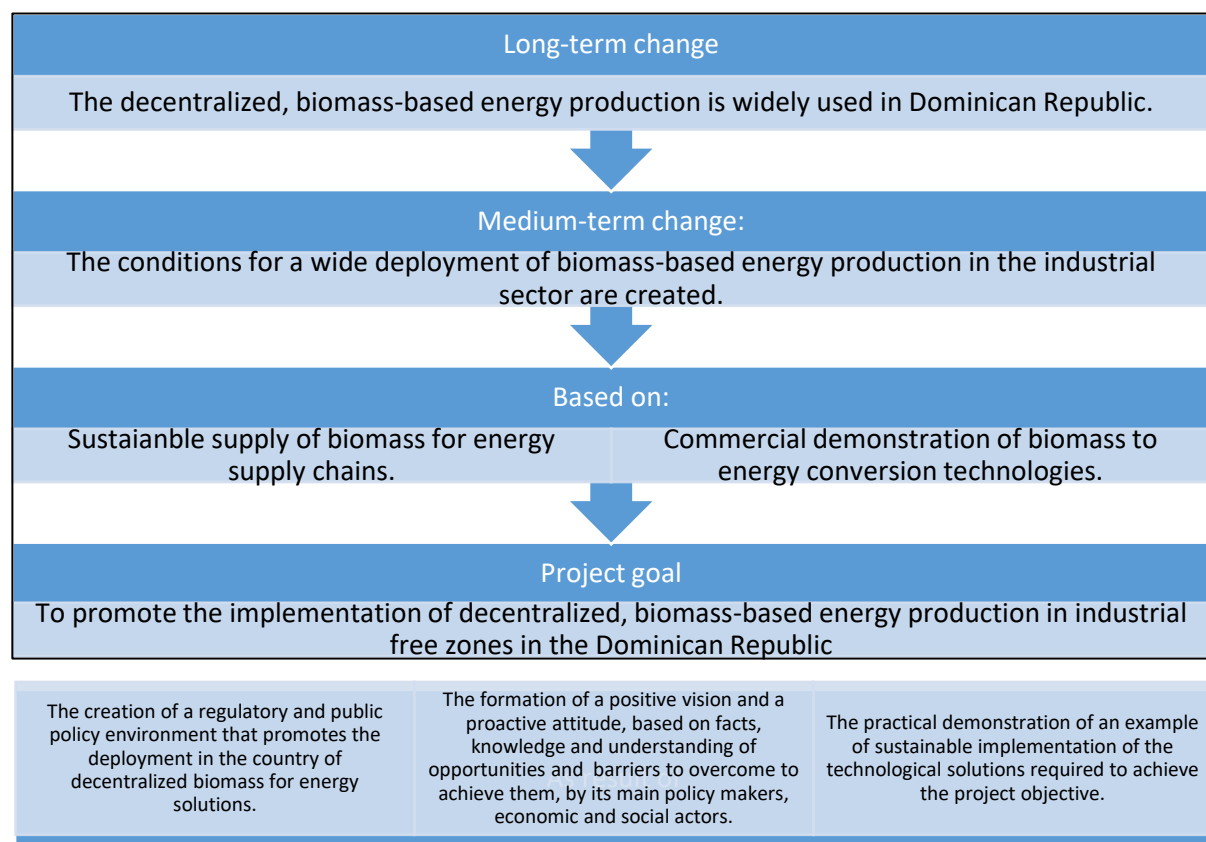 Long-term change
The decentralized, biomass-based energy production is widely used in Dominican Republic.
Medium-term change:
The conditions for a wide deployment of biomass-based energy production in the industrial
sector are created.
Based on:
Sustaianble supply of biomass for energy
supply chains.
Commercial demonstration of biomass to
energy conversion technologies.
Project goal
To promote the implementation of decentralized, biomass-based energy production in industrial
free zones in the Dominican Republic
The creation of a regulatory and public
policy environment that promotes the
deployment in the country of
decentralized biomass for energy
solutions.
The formation of a positive vision and a
proactive attitude, based on facts,
knowledge and understanding of
opportunities and barriers to overcome to
achieve them, by its main policy makers,
economic and social actors.
The practical demonstration of an example
of sustainable implementation of the
technological solutions required to achieve
the project objective.